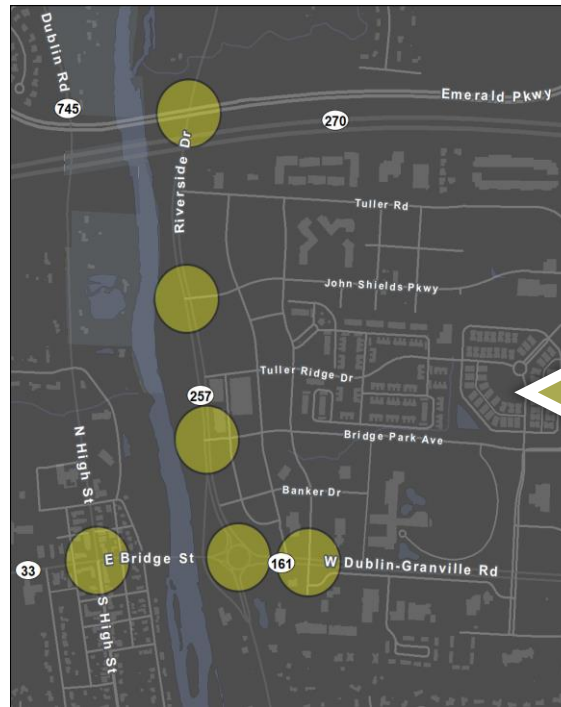 Dublin Rd
745
Emerald Pkwy
270
Riverside Dr
Tuller Rd
John Shields Pkwy
Tuller Ridge Dr
257
Bridge Park Ave
N High St
Banker Dr
E Bridge St
161
W Dublin-Granville Rd
33
S High St